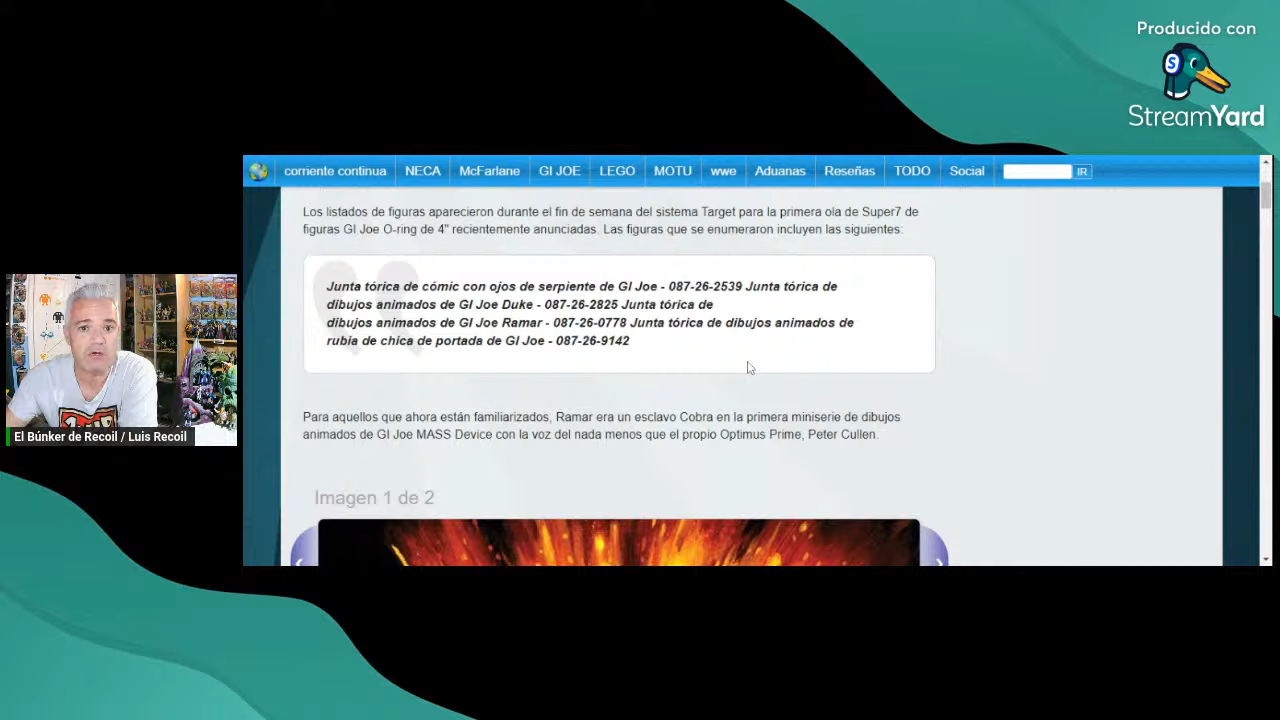 Producido con
StreamYard
corriente continua NECA McFarlane GI JOE LEGO MOTU wwe Aduanas Reseñas TODO Social IR
Los listados de figuras aparecieron durante el fin de semana del sistema Target para la primera ola de Super7 de
figuras GI Joe O-ring de 4" recientemente anunciadas. Las figuras que se enumeraron incluyen las siguientes:
Junta tórica de cómic con ojos de serpiente de GI Joe - 087-26-2539 Junta tórica de
dibujos animados de GI Joe Duke - 087-26-2825 Junta tórica de
dibujos animados de GI Joe Ramar - 087-26-0778 Junta tórica de dibujos animados de
rubia de chica de portada de GI Joe - 087-26-9142
Para aquellos que ahora están familiarizados, Ramar era un esclavo Cobra en la primera miniserie de dibujos
animados de GI Joe MASS Device con la voz del nada menos que el propio Optimus Prime, Peter Cullen.
Imagen 1 de 2
El Búnker de Recoil / Luis Recoil